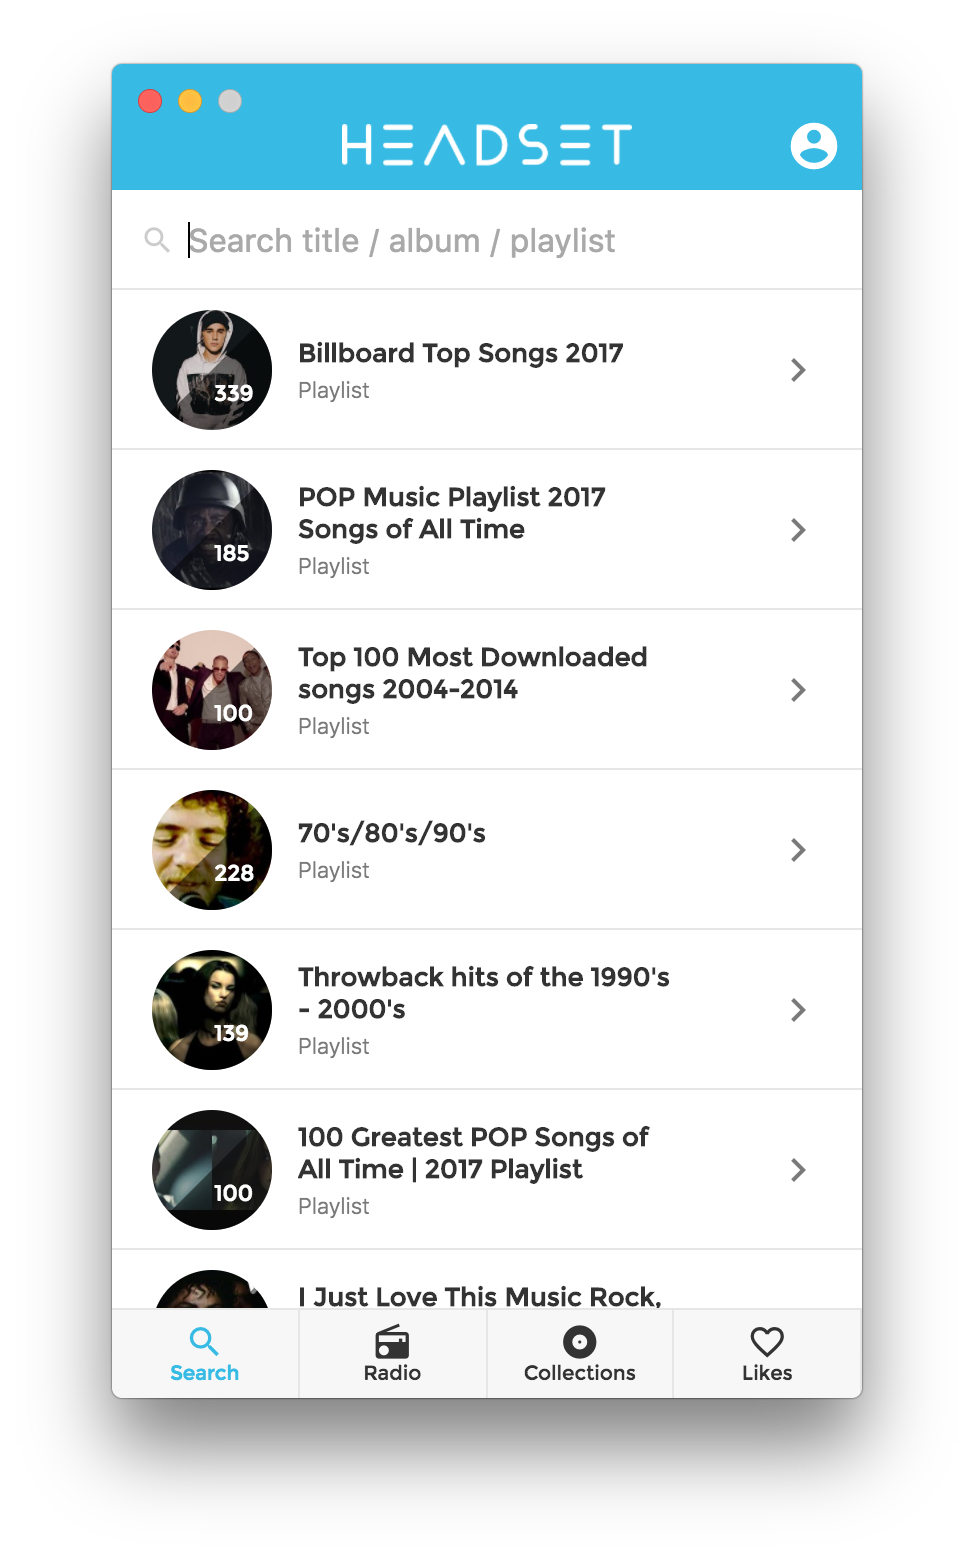 HEADSET
Search title / album / playlist
339
Billboard Top Songs 2017
Playlist
185
POP Music Playlist 2017
Songs of All Time
Playlist
100
Top 100 Most Downloaded
songs 2004-2014
Playlist
228
70's/80's/90's
Playlist
139
Throwback hits of the 1990's
- 2000's
Playlist
100
100 Greatest POP Songs of
All Time | 2017 Playlist
Playlist
I Just Love This Music Rock,
Search
Radio
Collections
Likes